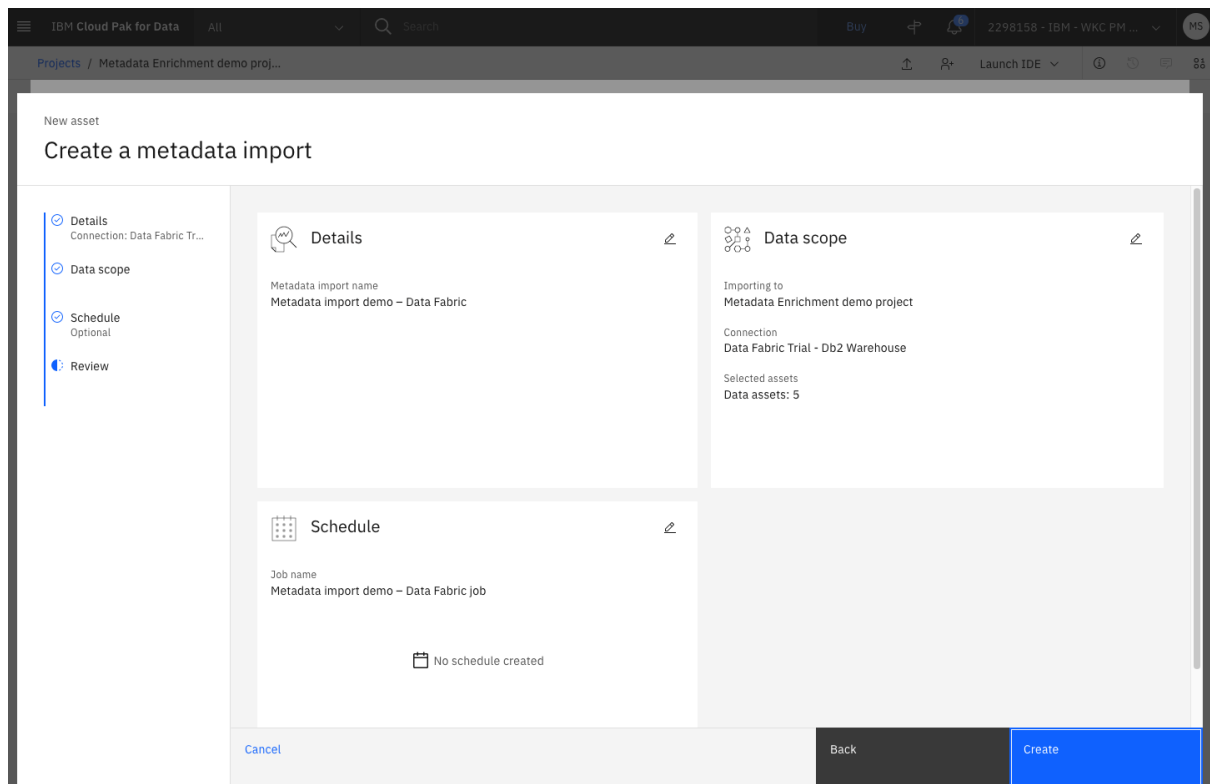 IBM Cloud Pak for Data
All
Search
Buy
6
2298158 - IBM - WKC PM ...
MS
Projects / Metadata Enrichment demo proj...
Launch IDE
New asset
Create a metadata import
Details
Connection: Data Fabric Tr...
Data scope
Schedule
Optional
Review
Details
Metadata import name
Metadata import demo – Data Fabric
Data scope
Importing to
Metadata Enrichment demo project
Connection
Data Fabric Trial - Db2 Warehouse
Selected assets
Data assets: 5
Schedule
Job name
Metadata import demo – Data Fabric job
No schedule created
Cancel
Back
Create